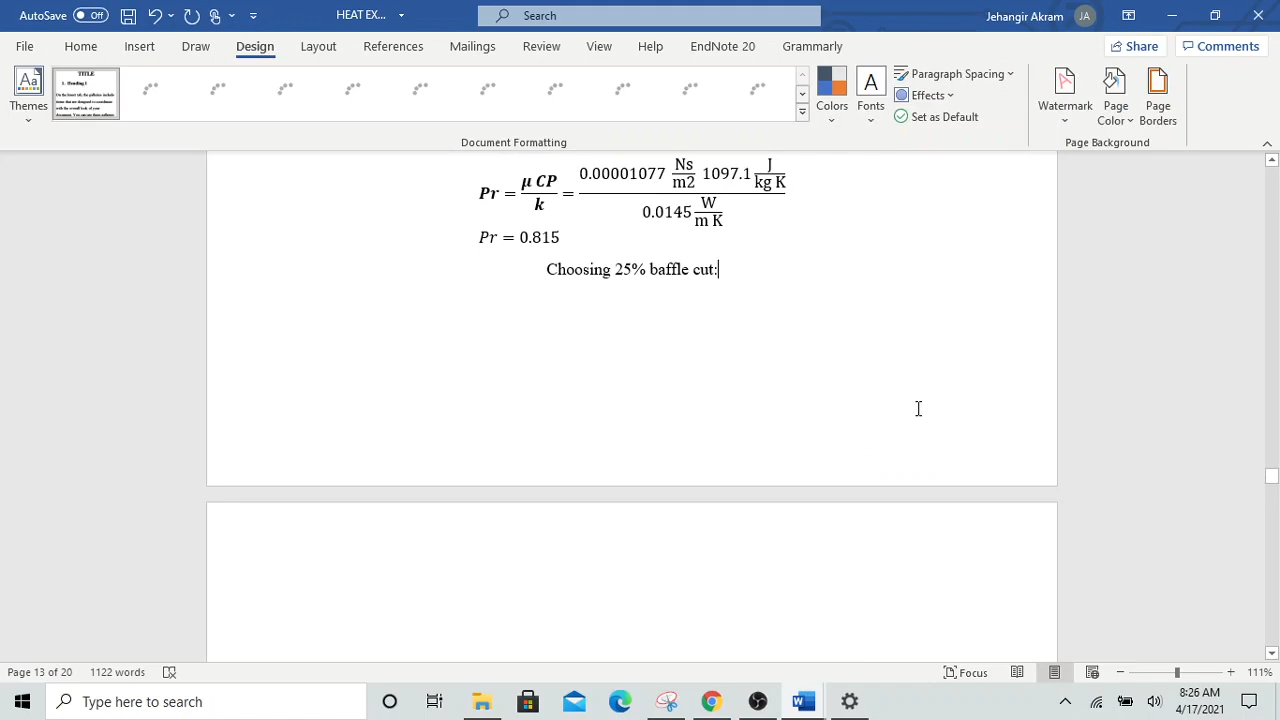 AutoSave Off HEAT EX... Search Jehangir Akram JA
File Home Insert Draw Design Layout References Mailings Review View Help EndNote 20 Grammarly Share Comments
TITLE
1. Heading 1
Themes
Colors
Fonts
Paragraph Spacing
Effects
Set as Default
Watermark
Page Color
Page Borders
Document Formatting
Page Background
Pr = μ CP / k = 0.00001077 Ns/m2 1097.1 J/kg K / 0.0145 W/m K
Pr = 0.815
Choosing 25% baffle cut:
Page 13 of 20 1122 words Focus 111%
Type here to search
8:26 AM
4/17/2021